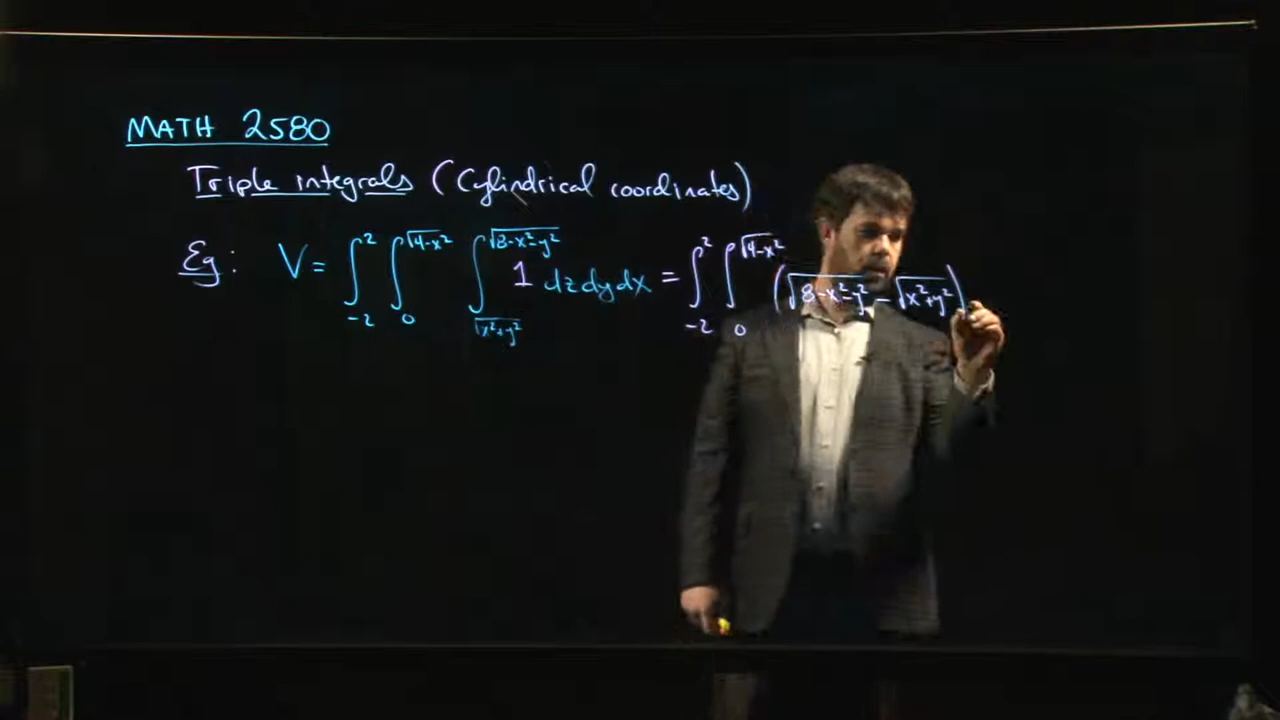 MATH 2580
Triple integrals (Cylindrical coordinates)
Eg: V = ∫_{-2}^{2} ∫_{0}^{√(4-x²)} ∫_{√(x²+y²)}^{√(8-x²-y²)} 1 dz dy dx = ∫_{-2}^{2} ∫_{0}^{√(4-x²)} (√(8-x²-y²) - √(x²+y²))